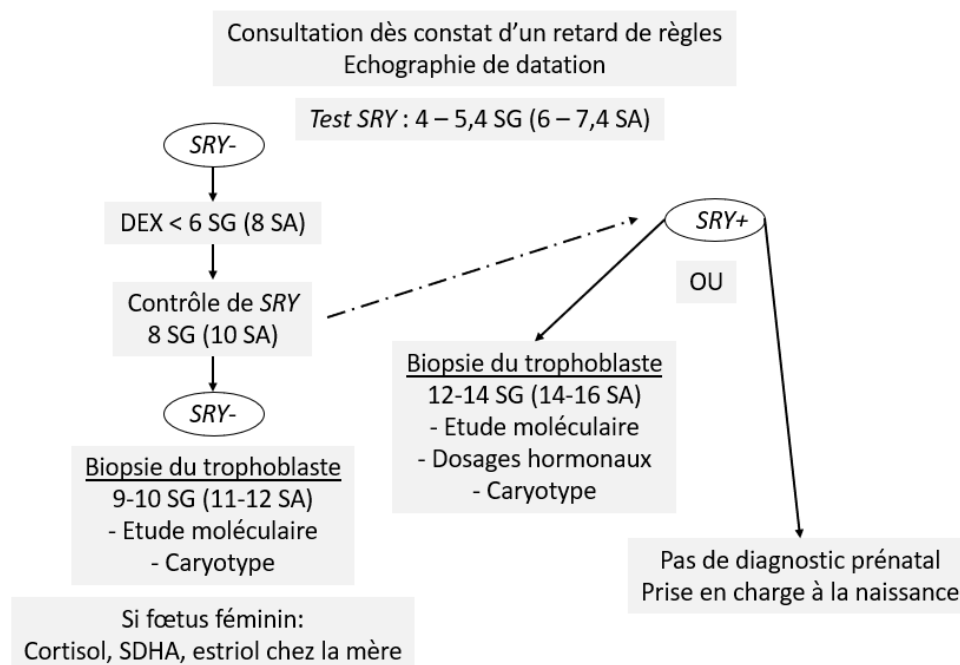 Consultation dès constat d’un retard de règles
Echographie de datation
Test SRY : 4 – 5,4 SG (6 – 7,4 SA)
SRY-
DEX < 6 SG (8 SA)
Contrôle de SRY
8 SG (10 SA)
SRY-
Biopsie du trophoblaste
9-10 SG (11-12 SA)
- Etude moléculaire
- Caryotype
Si fœtus féminin:
Cortisol, SDHA, estriol chez la mère
SRY+
OU
Biopsie du trophoblaste
12-14 SG (14-16 SA)
- Etude moléculaire
- Dosages hormonaux
- Caryotype
Pas de diagnostic prénatal
Prise en charge à la naissance